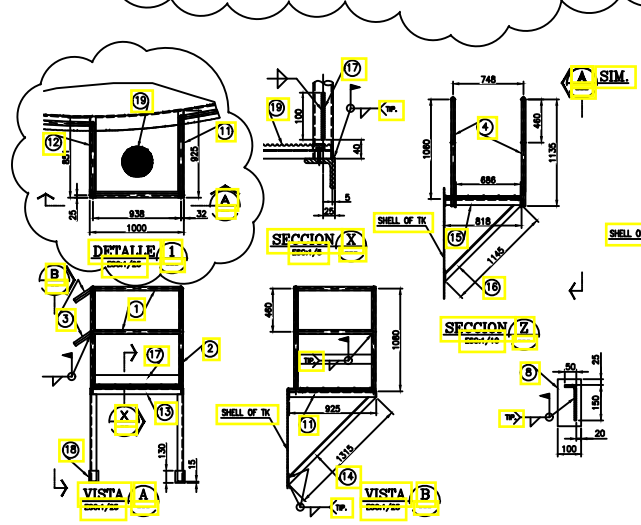 17
748
A SIM.
19
TIP.
19
100
4
1060
460
1135
12
851
11
925
40
686
A
5
25
938
32
25
1000
SHELL OF TK
818
DETALLE 1
SECCION X
15
1145
SHELL O
B
16
1
460
1080
3
2
SECCION Z
17
TIP.
8
50
25
150
13
X
925
SHELL OF TK
11
TIP.
20
100
18
130
15
1315
14
VISTA A
VISTA B
TIP.